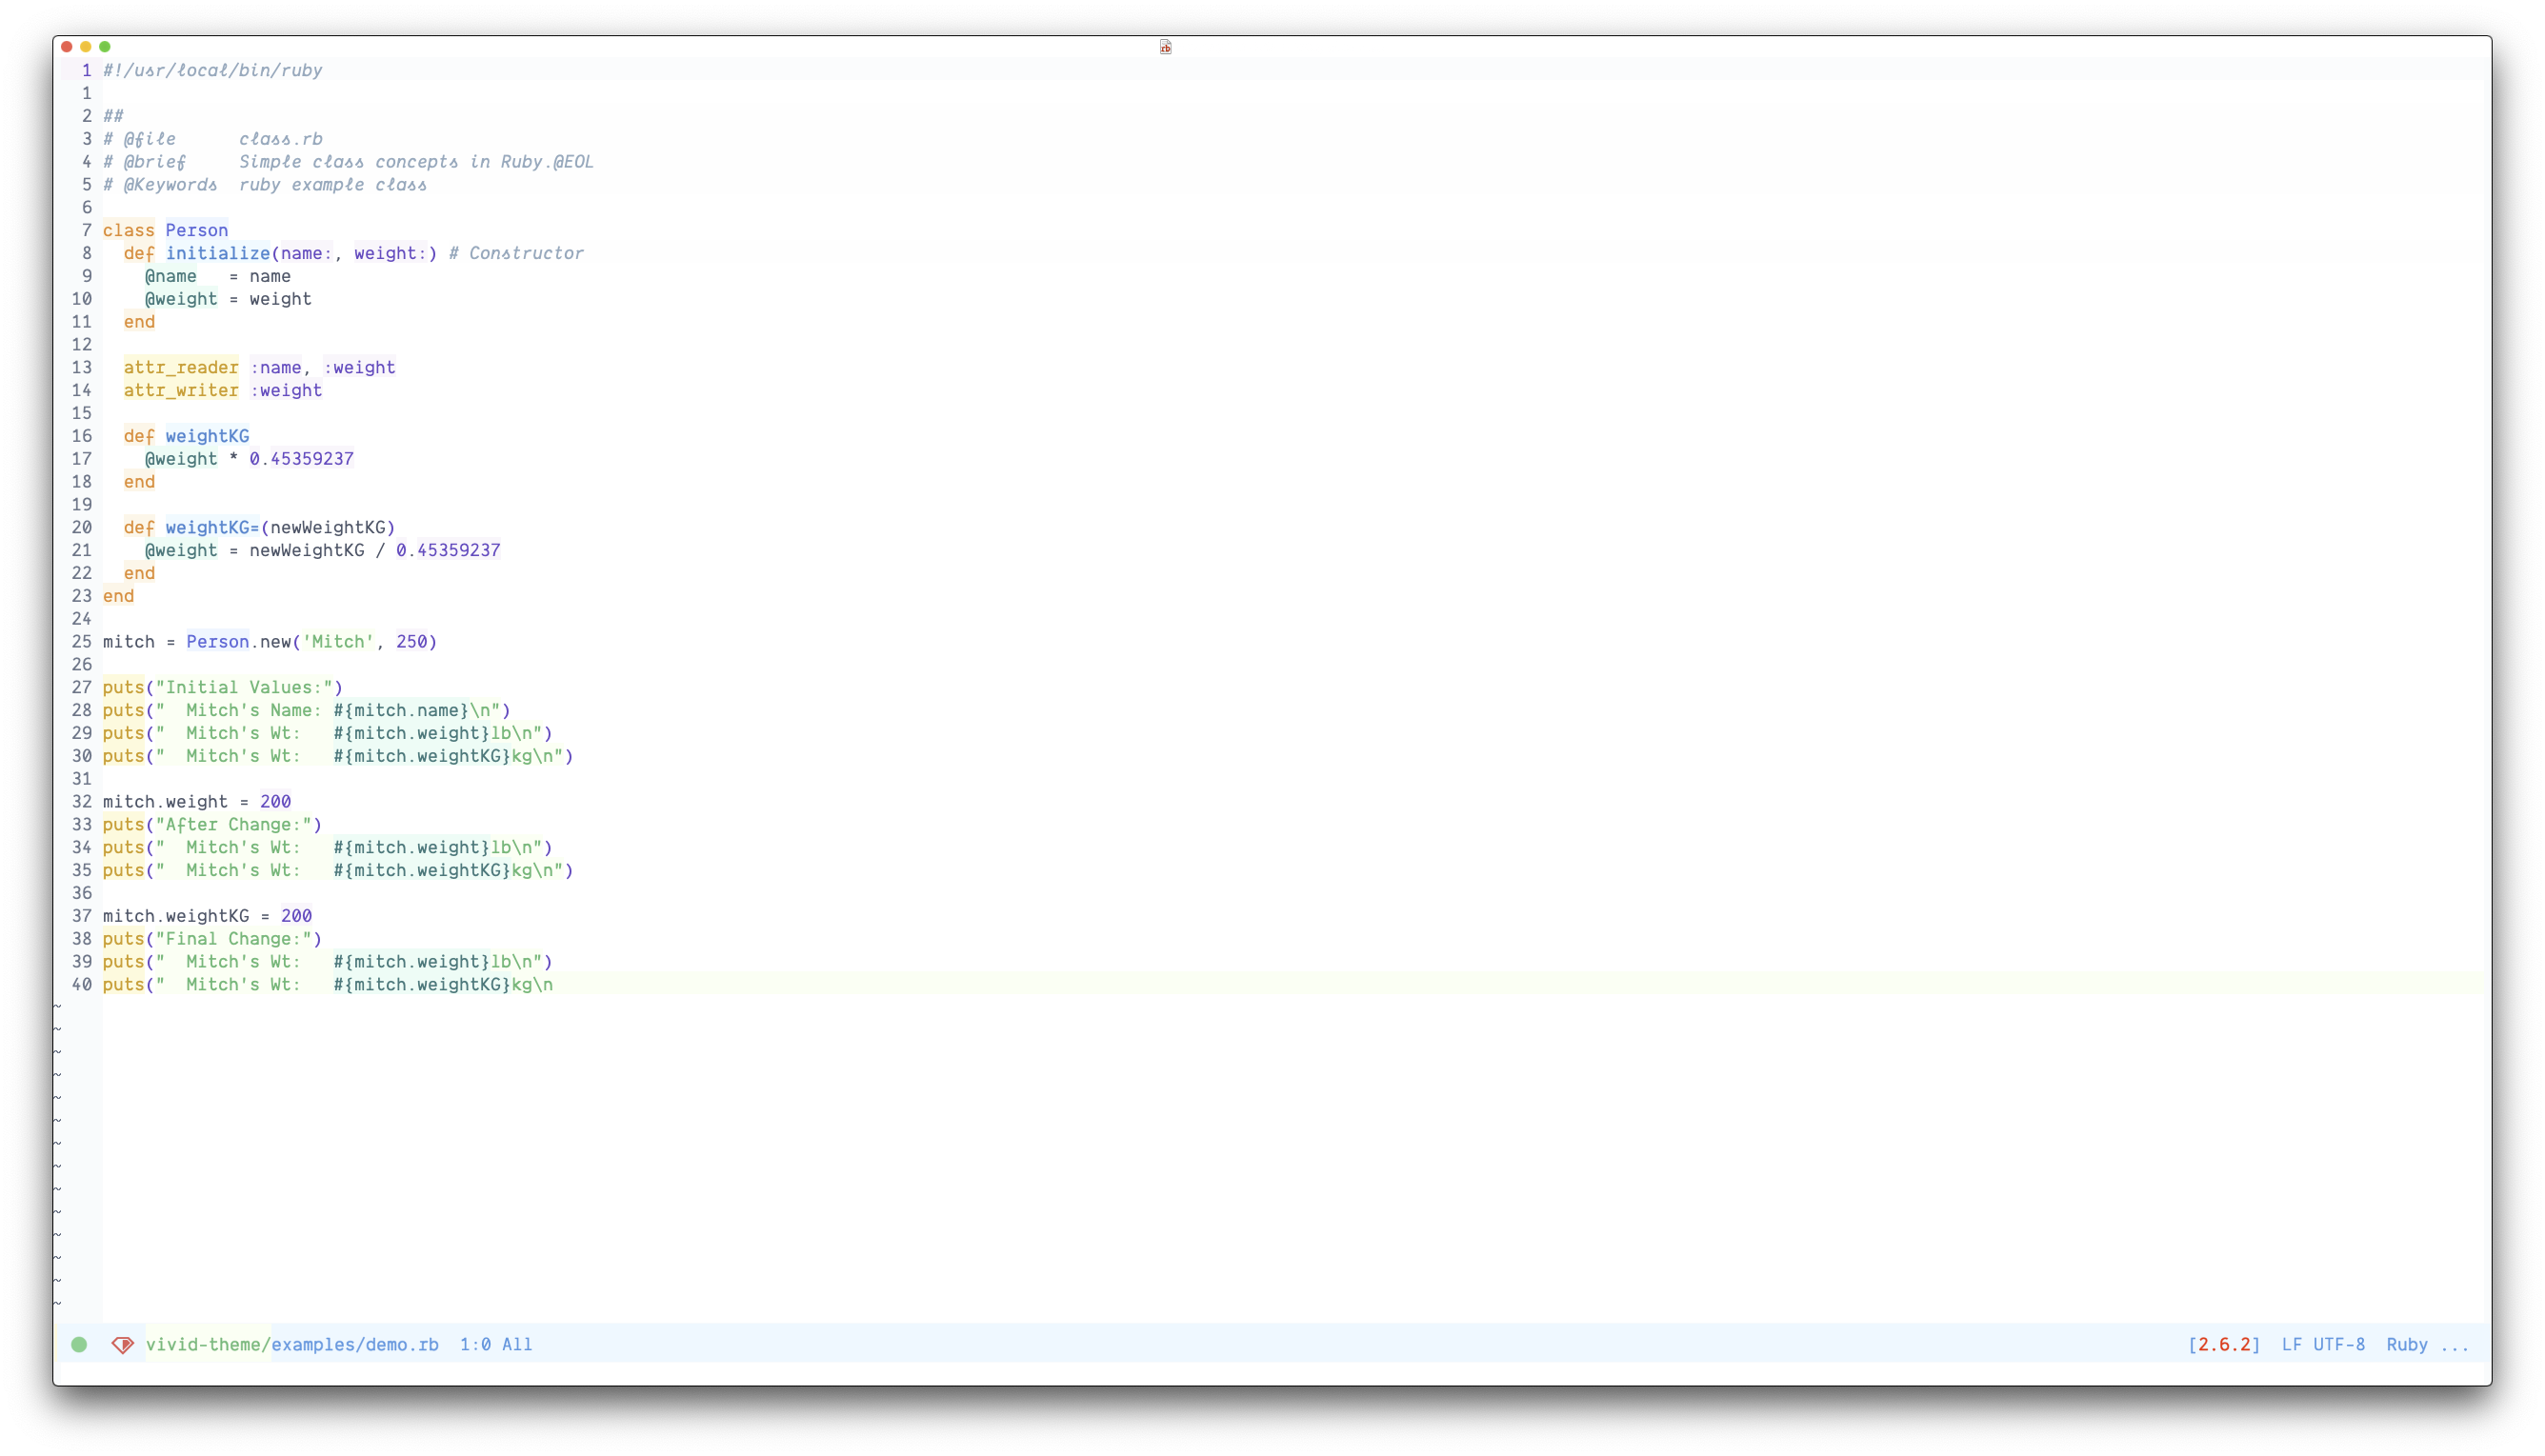 rb
1 #!/usr/local/bin/ruby
1
2 ##
3 # @file      class.rb
4 # @brief     Simple class concepts in Ruby.@EOL
5 # @Keywords  ruby example class
6
7 class Person
8   def initialize(name:, weight:) # Constructor
9     @name   = name
10     @weight = weight
11   end
12
13   attr_reader :name, :weight
14   attr_writer :weight
15
16   def weightKG
17     @weight * 0.45359237
18   end
19
20   def weightKG=(newWeightKG)
21     @weight = newWeightKG / 0.45359237
22   end
23 end
24
25 mitch = Person.new('Mitch', 250)
26
27 puts("Initial Values:")
28 puts("  Mitch's Name: #{mitch.name}\n")
29 puts("  Mitch's Wt:   #{mitch.weight}lb\n")
30 puts("  Mitch's Wt:   #{mitch.weightKG}kg\n")
31
32 mitch.weight = 200
33 puts("After Change:")
34 puts("  Mitch's Wt:   #{mitch.weight}lb\n")
35 puts("  Mitch's Wt:   #{mitch.weightKG}kg\n")
36
37 mitch.weightKG = 200
38 puts("Final Change:")
39 puts("  Mitch's Wt:   #{mitch.weight}lb\n")
40 puts("  Mitch's Wt:   #{mitch.weightKG}kg\n
~
~
~
~
~
~
~
~
~
~
~
~
~
~
vivid-theme/examples/demo.rb  1:0 All  [2.6.2]  LF UTF-8  Ruby ...